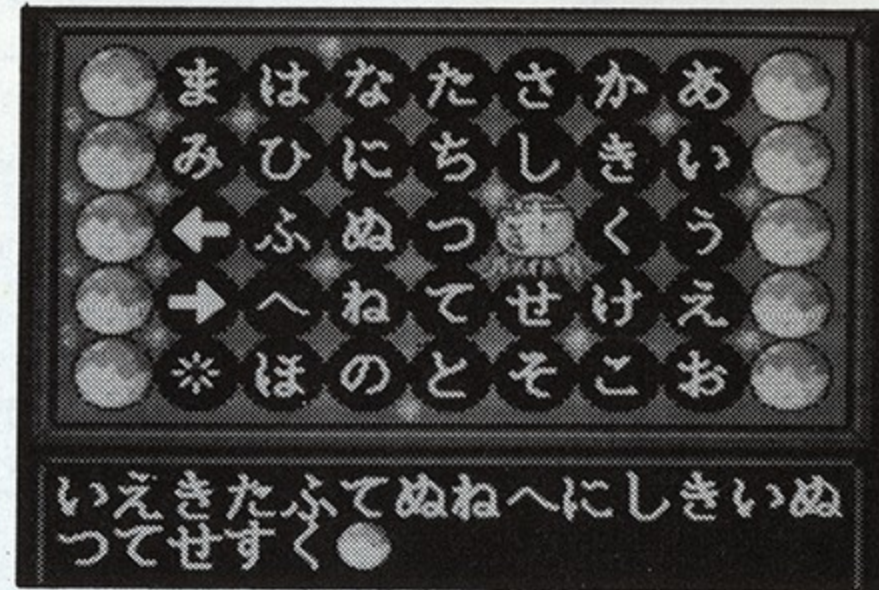 まはなたさかあ
みひにちしきい
←ふぬつくう
→へねてせけえ
※ほのとそこお
いえきたふてぬねへにしきいぬ
つてせすく